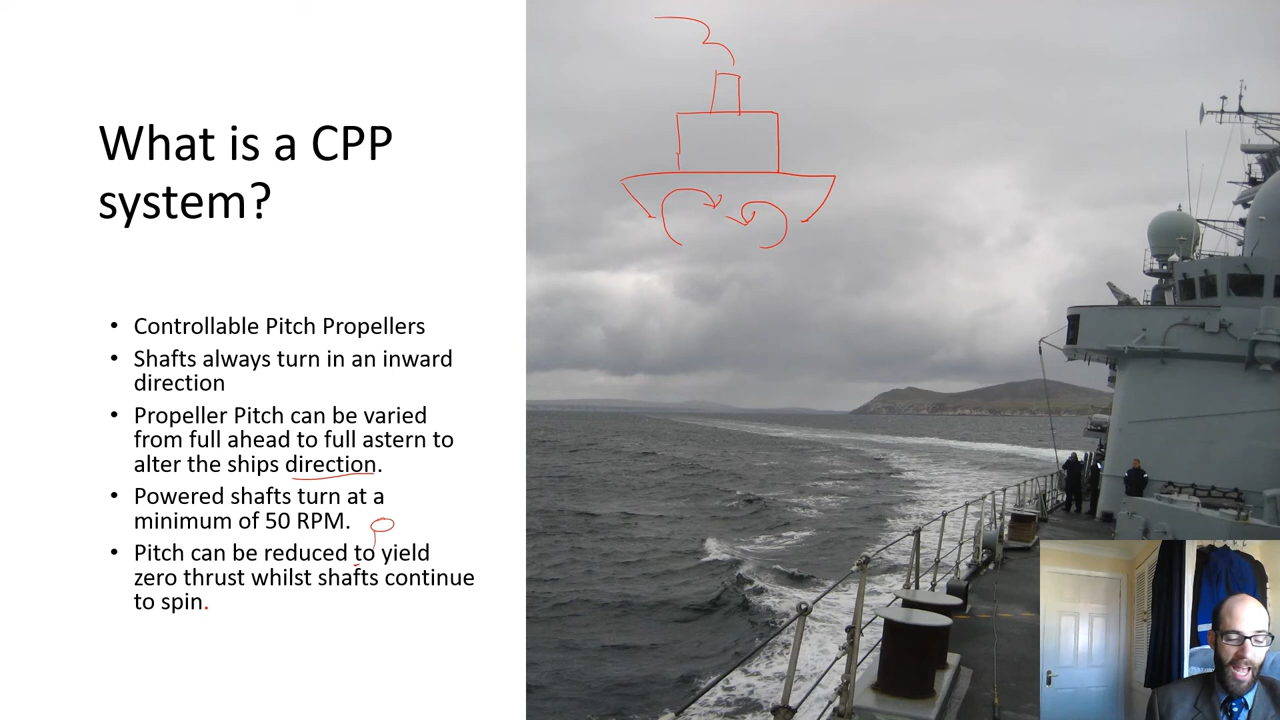 What is a CPP
system?
• Controllable Pitch Propellers
• Shafts always turn in an inward
direction
• Propeller Pitch can be varied
from full ahead to full astern to
alter the ships direction.
• Powered shafts turn at a
minimum of 50 RPM.
• Pitch can be reduced to yield
zero thrust whilst shafts continue
to spin.